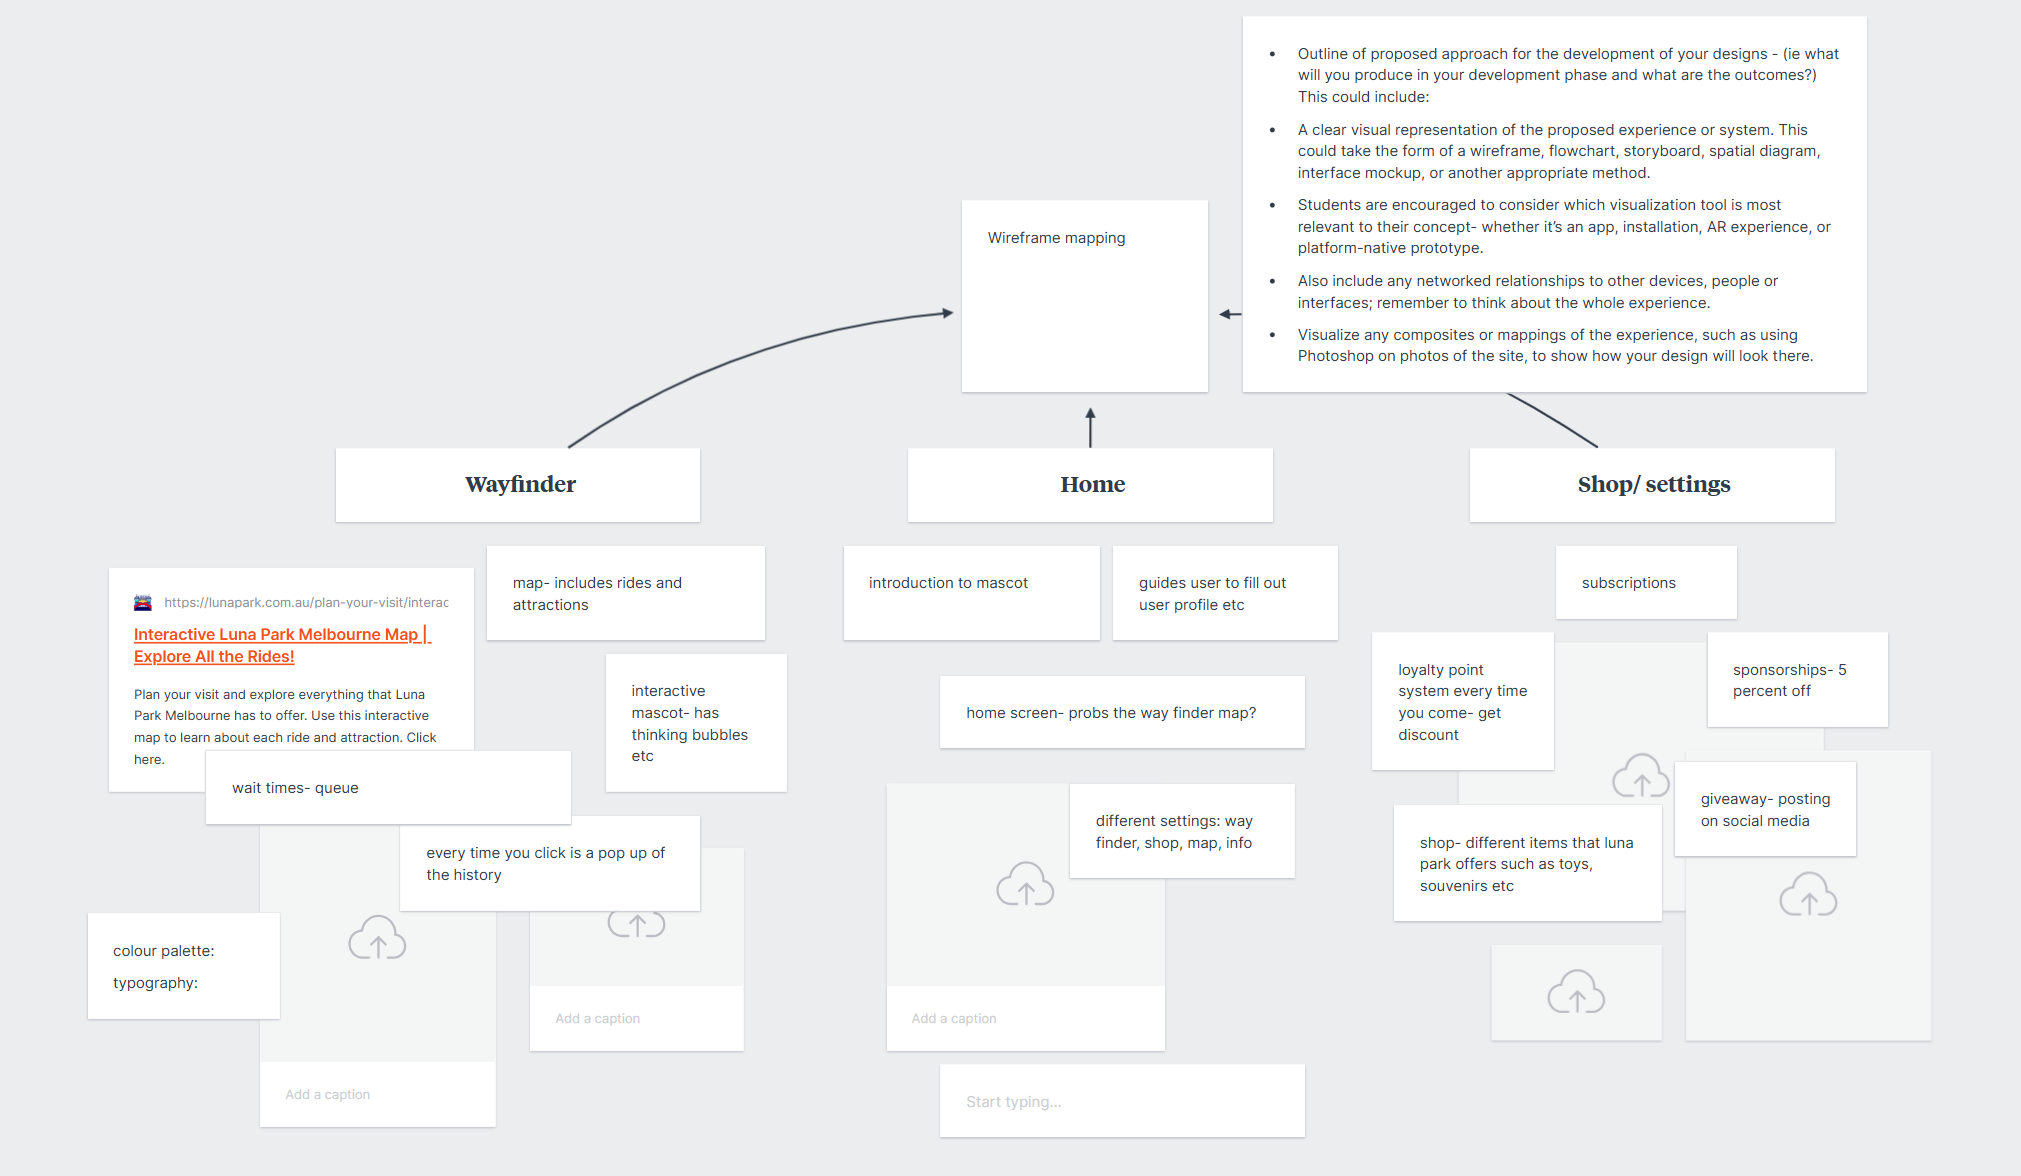 • Outline of proposed approach for the development of your designs - (ie what
will you produce in your development phase and what are the outcomes?)
This could include:
• A clear visual representation of the proposed experience or system. This
could take the form of a wireframe, flowchart, storyboard, spatial diagram,
interface mockup, or another appropriate method.
• Students are encouraged to consider which visualization tool is most
relevant to their concept- whether it’s an app, installation, AR experience, or
platform-native prototype.
• Also include any networked relationships to other devices, people or
interfaces; remember to think about the whole experience.
• Visualize any composites or mappings of the experience, such as using
Photoshop on photos of the site, to show how your design will look there.
Wireframe mapping
Wayfinder
Home
Shop/ settings
https://lunapark.com.au/plan-your-visit/interac
Interactive Luna Park Melbourne Map |
Explore All the Rides!
Plan your visit and explore everything that Luna
Park Melbourne has to offer. Use this interactive
map to learn about each ride and attraction. Click
here.
map- includes rides and
attractions
interactive
mascot- has
thinking bubbles
etc
wait times- queue
every time you click is a pop up of
the history
colour palette:
typography:
Add a caption
Add a caption
introduction to mascot
guides user to fill out
user profile etc
home screen- probs the way finder map?
different settings: way
finder, shop, map, info
Add a caption
Start typing...
subscriptions
loyalty point
system every time
you come- get
discount
sponsorships- 5
percent off
giveaway- posting
on social media
shop- different items that luna
park offers such as toys,
souvenirs etc